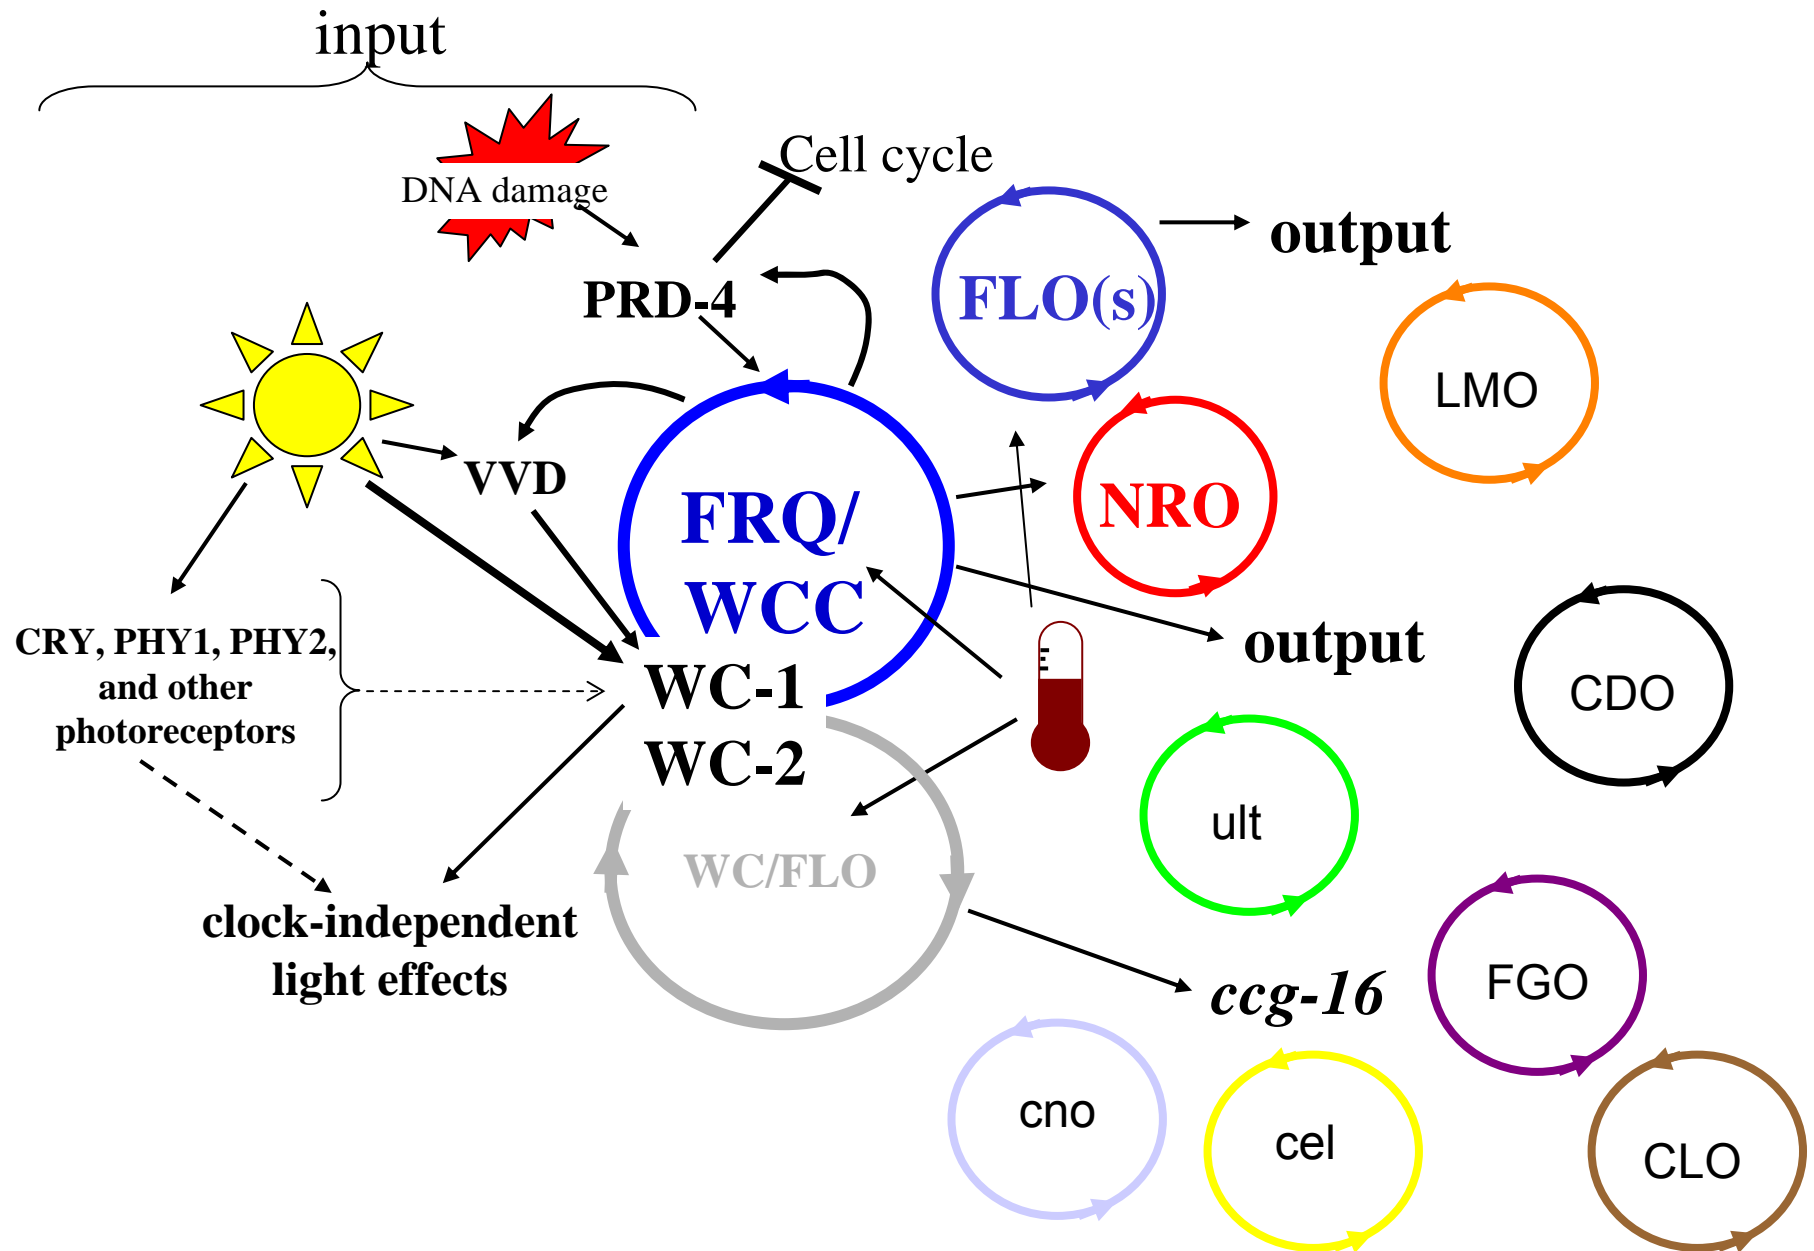 input
Cell cycle
DNA damage
PRD-4
FLO(s)
output
LMO
VVD
NRO
FRQ/
WCC
output
CRY, PHY1, PHY2,
and other
photoreceptors
WC-1
WC-2
CDO
ult
WC/FLO
clock-independent
light effects
ccg-16
FGO
cno
cel
CLO